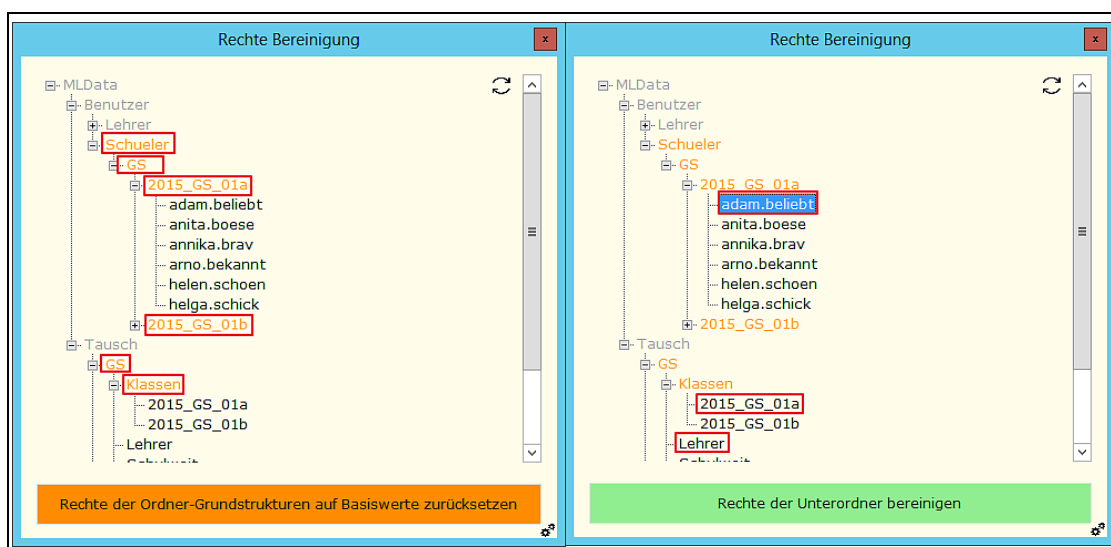 Rechte Bereinigung
x
MLData
Benutzer
Lehrer
Schueler
GS
2015_GS_01a
adam.beliebt
anita.boese
annika.brav
arno.bekannt
helen.schoen
helga.schick
2015_GS_01b
Tausch
GS
Klassen
2015_GS_01a
2015_GS_01b
Lehrer
Rechte der Ordner-Grundstrukturen auf Basiswerte zurücksetzen
Rechte Bereinigung
x
MLData
Benutzer
Lehrer
Schueler
GS
2015_GS_01a
adam.beliebt
anita.boese
annika.brav
arno.bekannt
helen.schoen
helga.schick
2015_GS_01b
Tausch
GS
Klassen
2015_GS_01a
2015_GS_01b
Lehrer
Rechte der Unterordner bereinigen